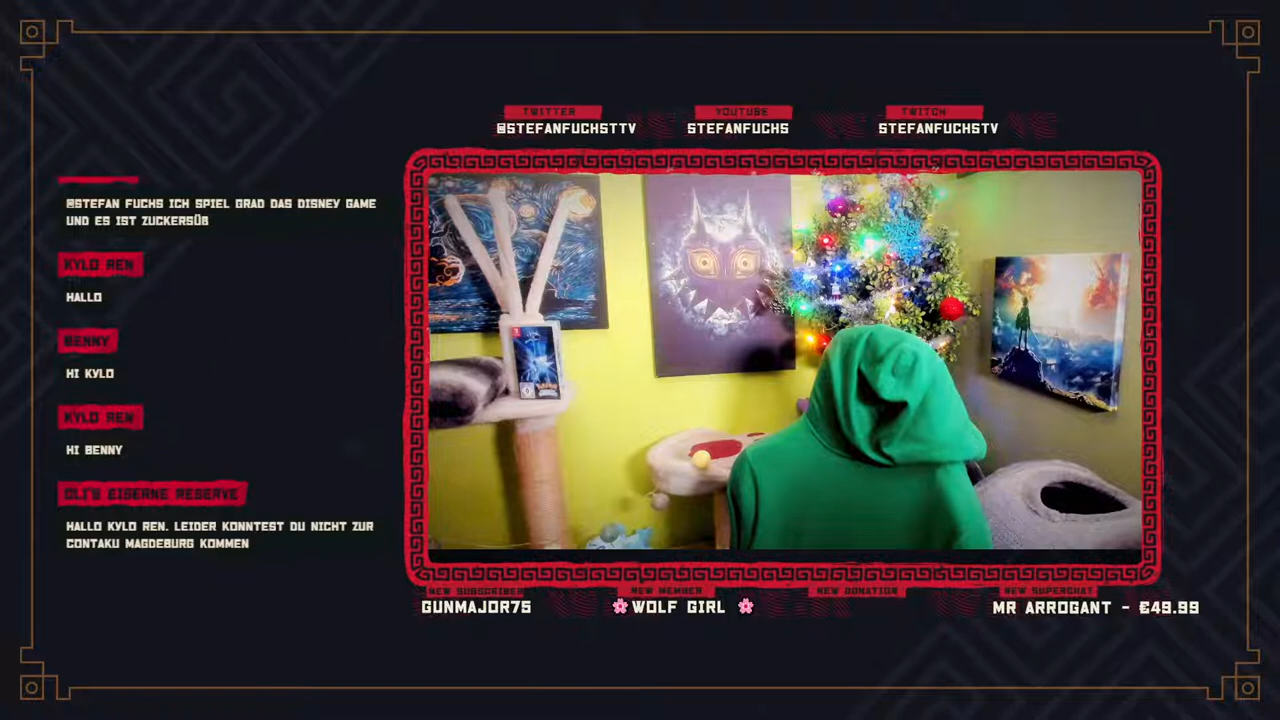 TWITTER
@STEFANFUCHSTTV
YOUTUBE
STEFANFUCHS
TWITCH
STEFANFUCHSTV
@STEFAN FUCHS ICH SPIEL GRAD DAS DISNEY GAME
UND ES IST ZUCKERSÜß
KYLO REN
HALLO
BENNY
HI KYLO
KYLO REN
HI BENNY
OLI'S EISERNE RESERVE
HALLO KYLO REN. LEIDER KONNTEST DU NICHT ZUR
CONTAKU MAGDEBURG KOMMEN
NEW SUBSCRIBER
GUNMAJOR75
NEW MEMBER
🌸WOLF GIRL 🌸
NEW DONATION
NEW SUPERCHAT
MR ARROGANT - €49.99